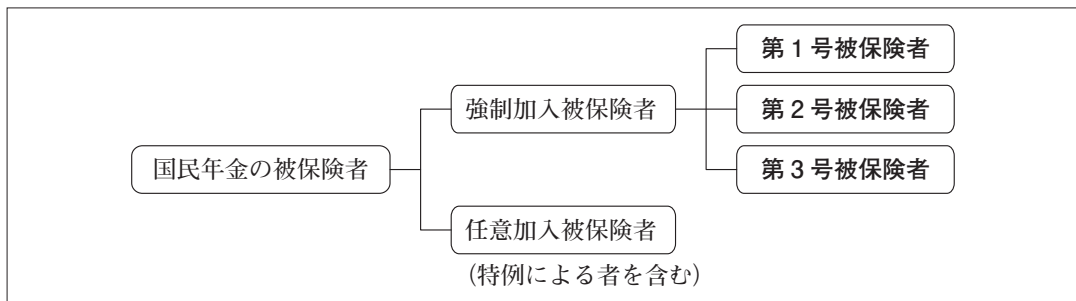 国民年金の被保険者
強制加入被保険者
第1号被保険者
第2号被保険者
第3号被保険者
任意加入被保険者
(特例による者を含む)